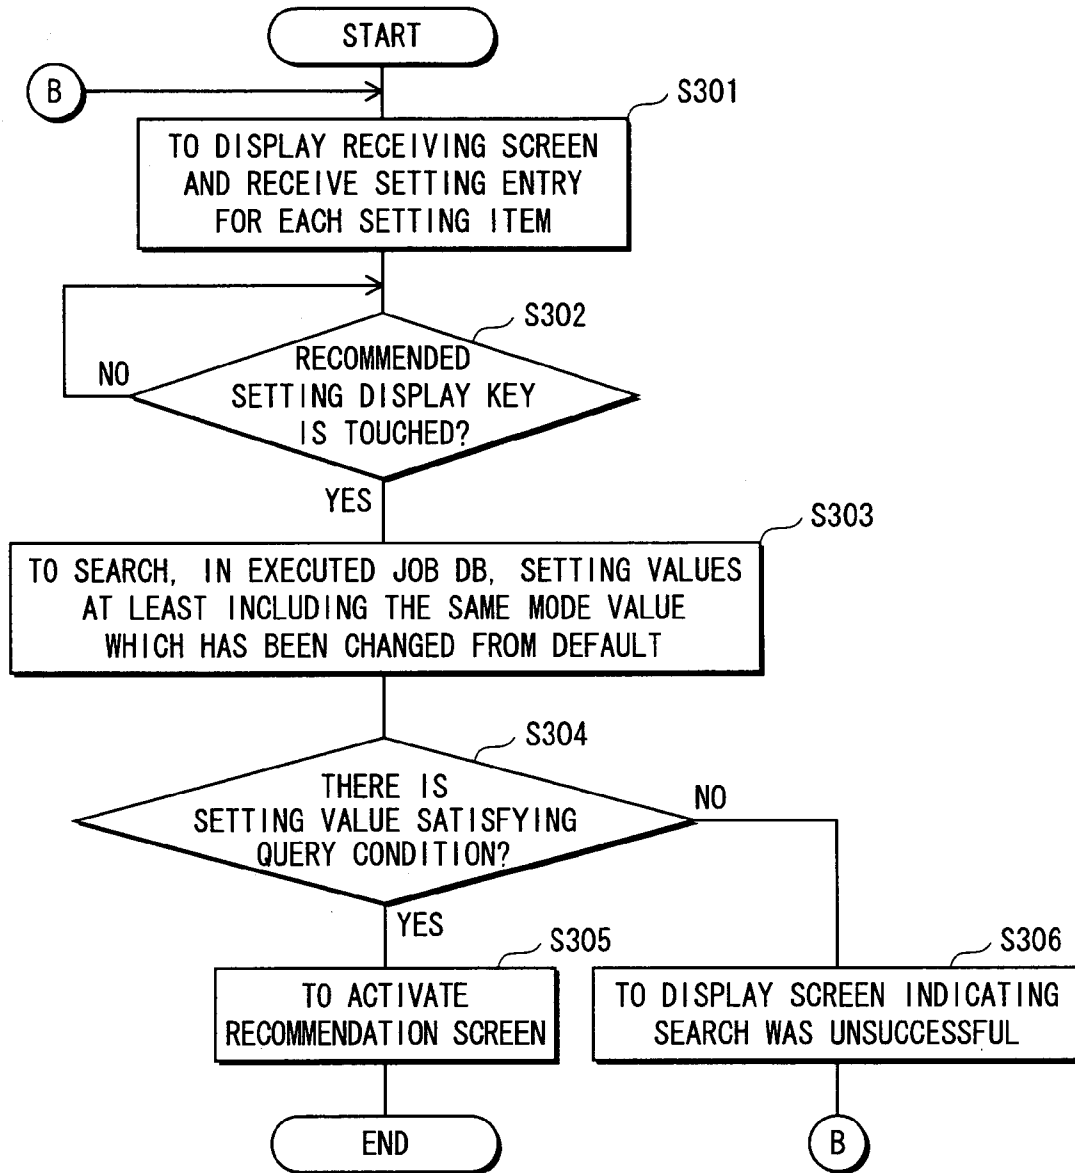 START
B
S301
TO DISPLAY RECEIVING SCREEN
AND RECEIVE SETTING ENTRY
FOR EACH SETTING ITEM
S302
RECOMMENDED
SETTING DISPLAY KEY
IS TOUCHED?
NO
YES
S303
TO SEARCH, IN EXECUTED JOB DB, SETTING VALUES
AT LEAST INCLUDING THE SAME MODE VALUE
WHICH HAS BEEN CHANGED FROM DEFAULT
S304
THERE IS
SETTING VALUE SATISFYING
QUERY CONDITION?
NO
YES
S305
TO ACTIVATE
RECOMMENDATION SCREEN
S306
TO DISPLAY SCREEN INDICATING
SEARCH WAS UNSUCCESSFUL
END
B